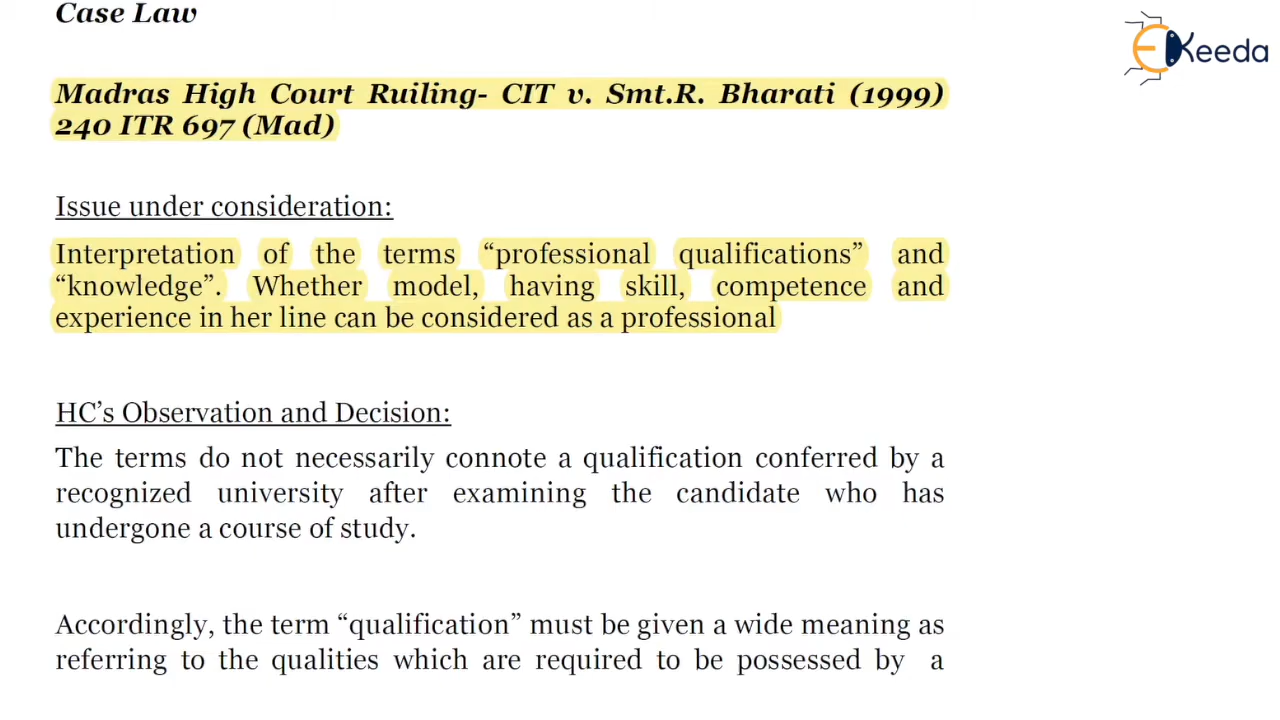 Case Law
EKeeda
Madras High Court Ruiling- CIT v. Smt.R. Bharati (1999)
240 ITR 697 (Mad)
Issue under consideration:
Interpretation of the terms “professional qualifications” and
“knowledge”. Whether model, having skill, competence and
experience in her line can be considered as a professional
HC’s Observation and Decision:
The terms do not necessarily connote a qualification conferred by a
recognized university after examining the candidate who has
undergone a course of study.
Accordingly, the term “qualification” must be given a wide meaning as
referring to the qualities which are required to be possessed by a